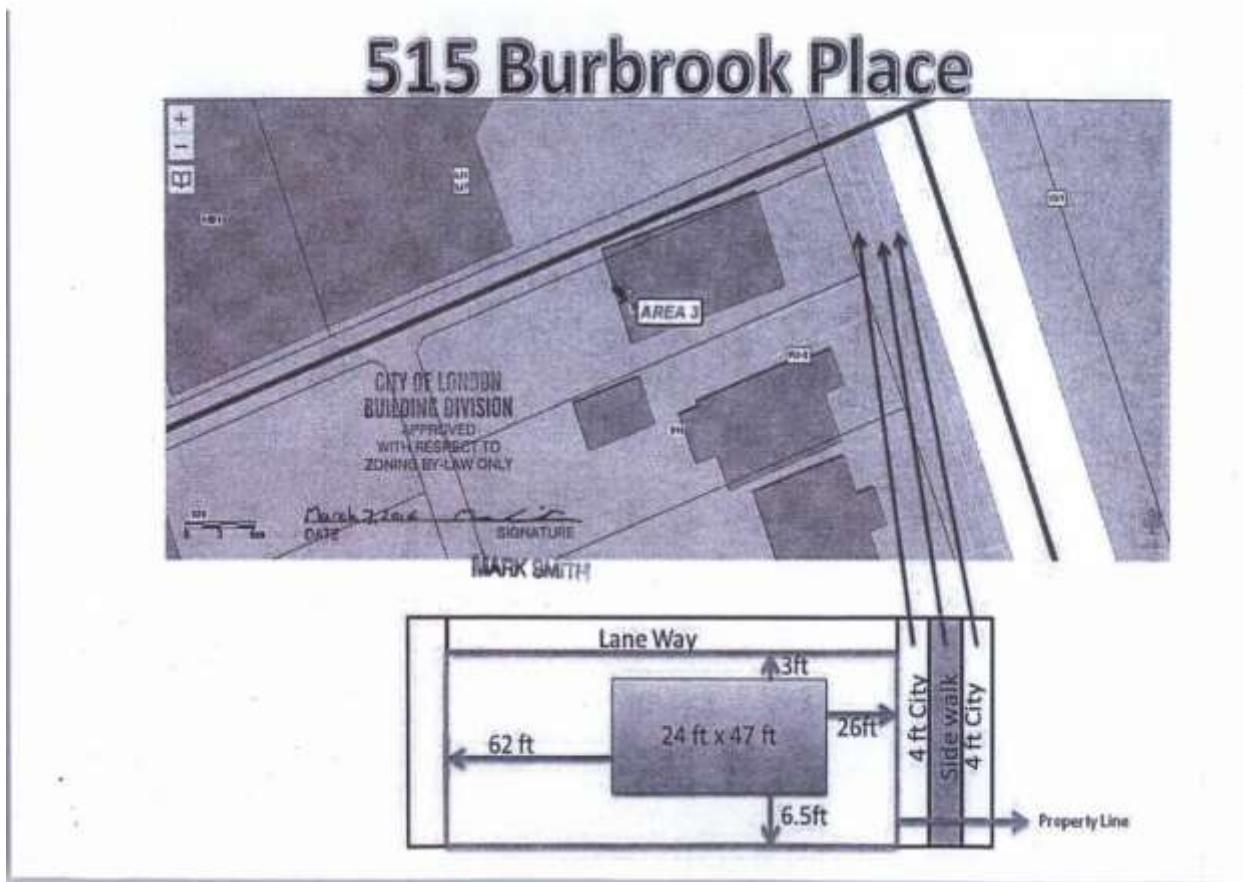 515 Burbrook Place
+
-
AREA 3
CITY OF LONDON
BUILDING DIVISION
APPROVED
WITH RESPECT TO
ZONING BY-LAW ONLY
DATE
SIGNATURE
MARK SMITH
Lane Way
3ft
26ft
24 ft x 47 ft
62 ft
6.5ft
4 ft City
Side walk
4 ft City
Property Line